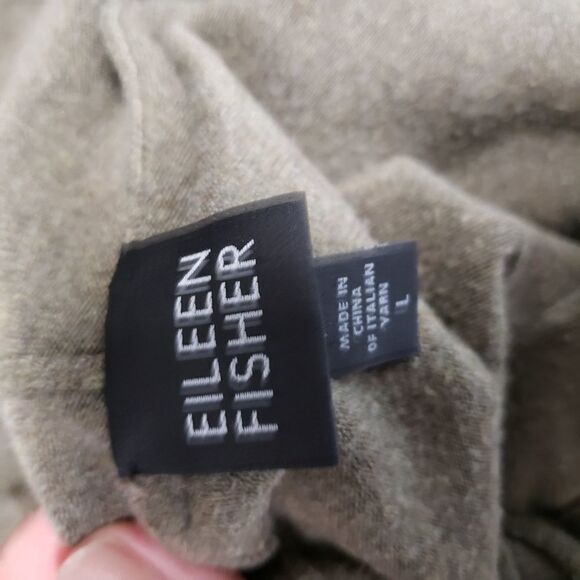 EILEEN
FISHER
MADE IN
CHINA
OF ITALIAN
YARN
L